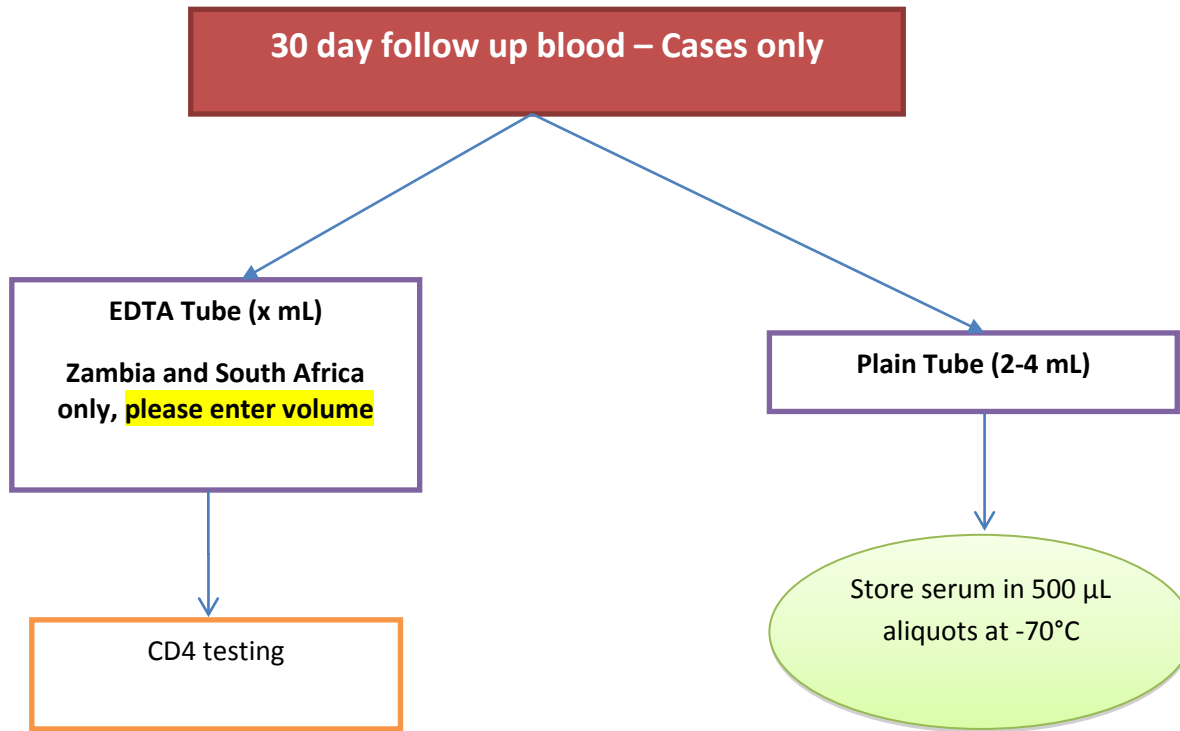 30 day follow up blood – Cases only
EDTA Tube (x mL)
Zambia and South Africa
only, please enter volume
Plain Tube (2-4 mL)
CD4 testing
Store serum in 500 µL
aliquots at -70°C